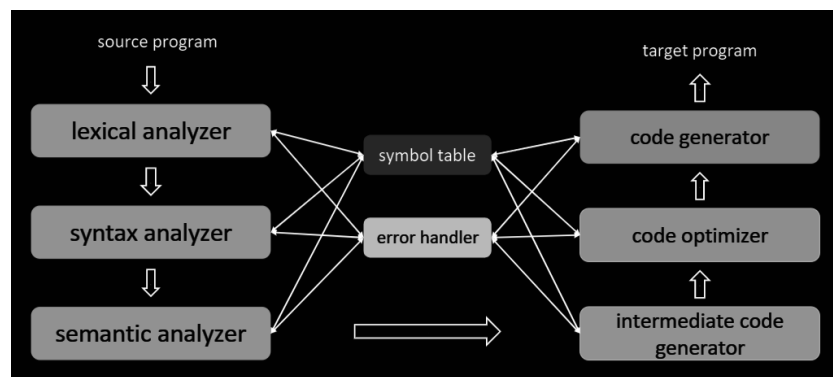 source program
lexical analyzer
syntax analyzer
semantic analyzer
symbol table
error handler
target program
code generator
code optimizer
intermediate code
generator